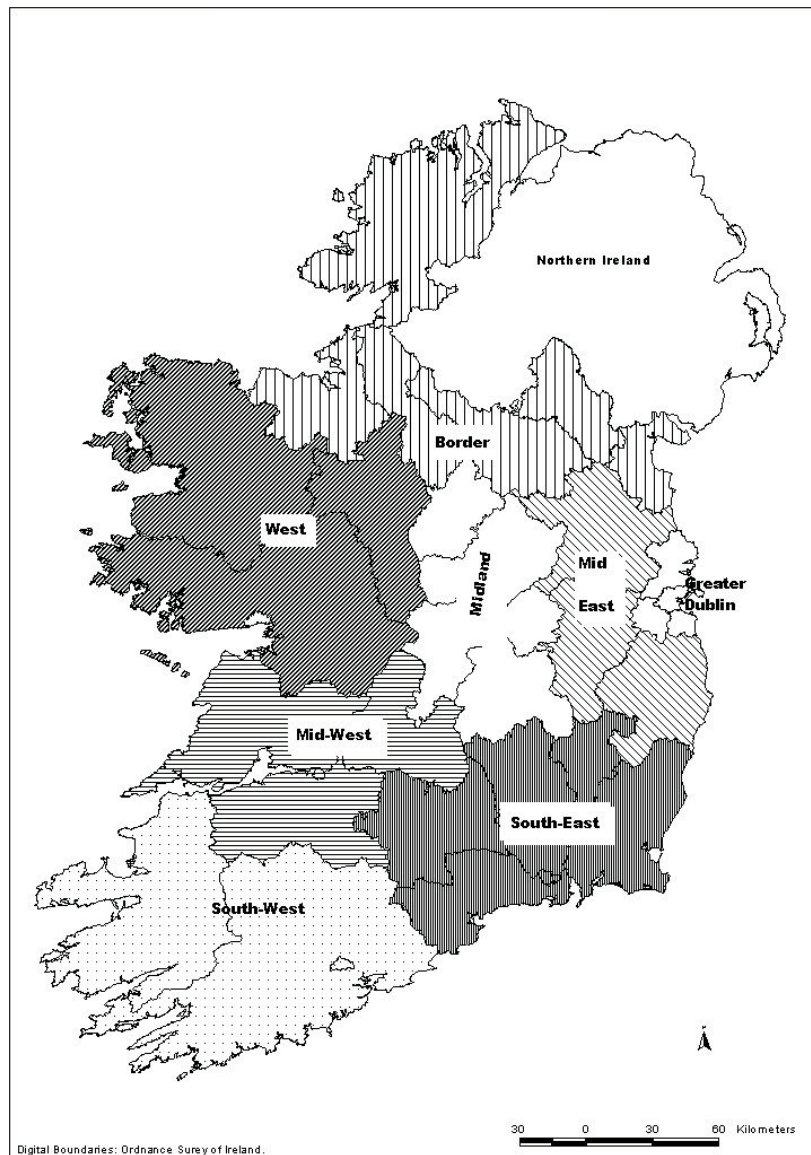 Northern Ireland
Border
West
Midland
Mid
East
Greater
Dublin
Mid-West
South-East
South-West
30 0 30 60 Kilometers
Digital Boundaries: Ordnance Surey of Ireland.